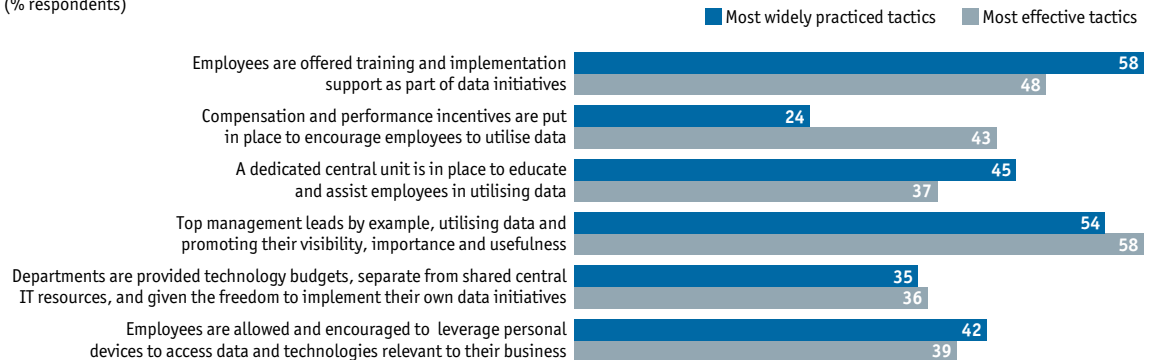 (% respondents)
Most widely practiced tactics Most effective tactics
Employees are offered training and implementation 58
support as part of data initiatives 48
Compensation and performance incentives are put 24
in place to encourage employees to utilise data 43
A dedicated central unit is in place to educate 45
and assist employees in utilising data 37
Top management leads by example, utilising data and 54
promoting their visibility, importance and usefulness 58
Departments are provided technology budgets, separate from shared central 35
IT resources, and given the freedom to implement their own data initiatives 36
Employees are allowed and encouraged to leverage personal 42
devices to access data and technologies relevant to their business 39